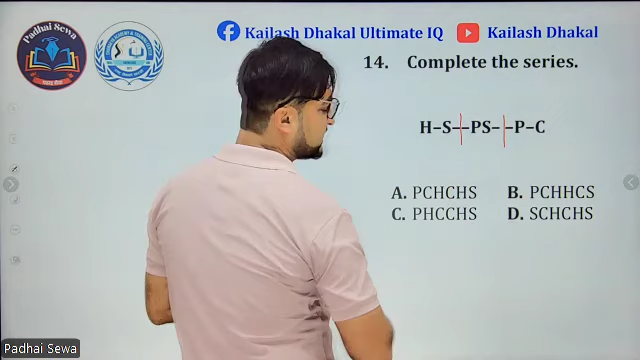 Padhai Sewa
Kailash Dhakal Ultimate IQ
Kailash Dhakal
14. Complete the series.
H–S––PS––P–C
A. PCHCHS B. PCHHCS
C. PHCCHS D. SCHCHS
Padhai Sewa